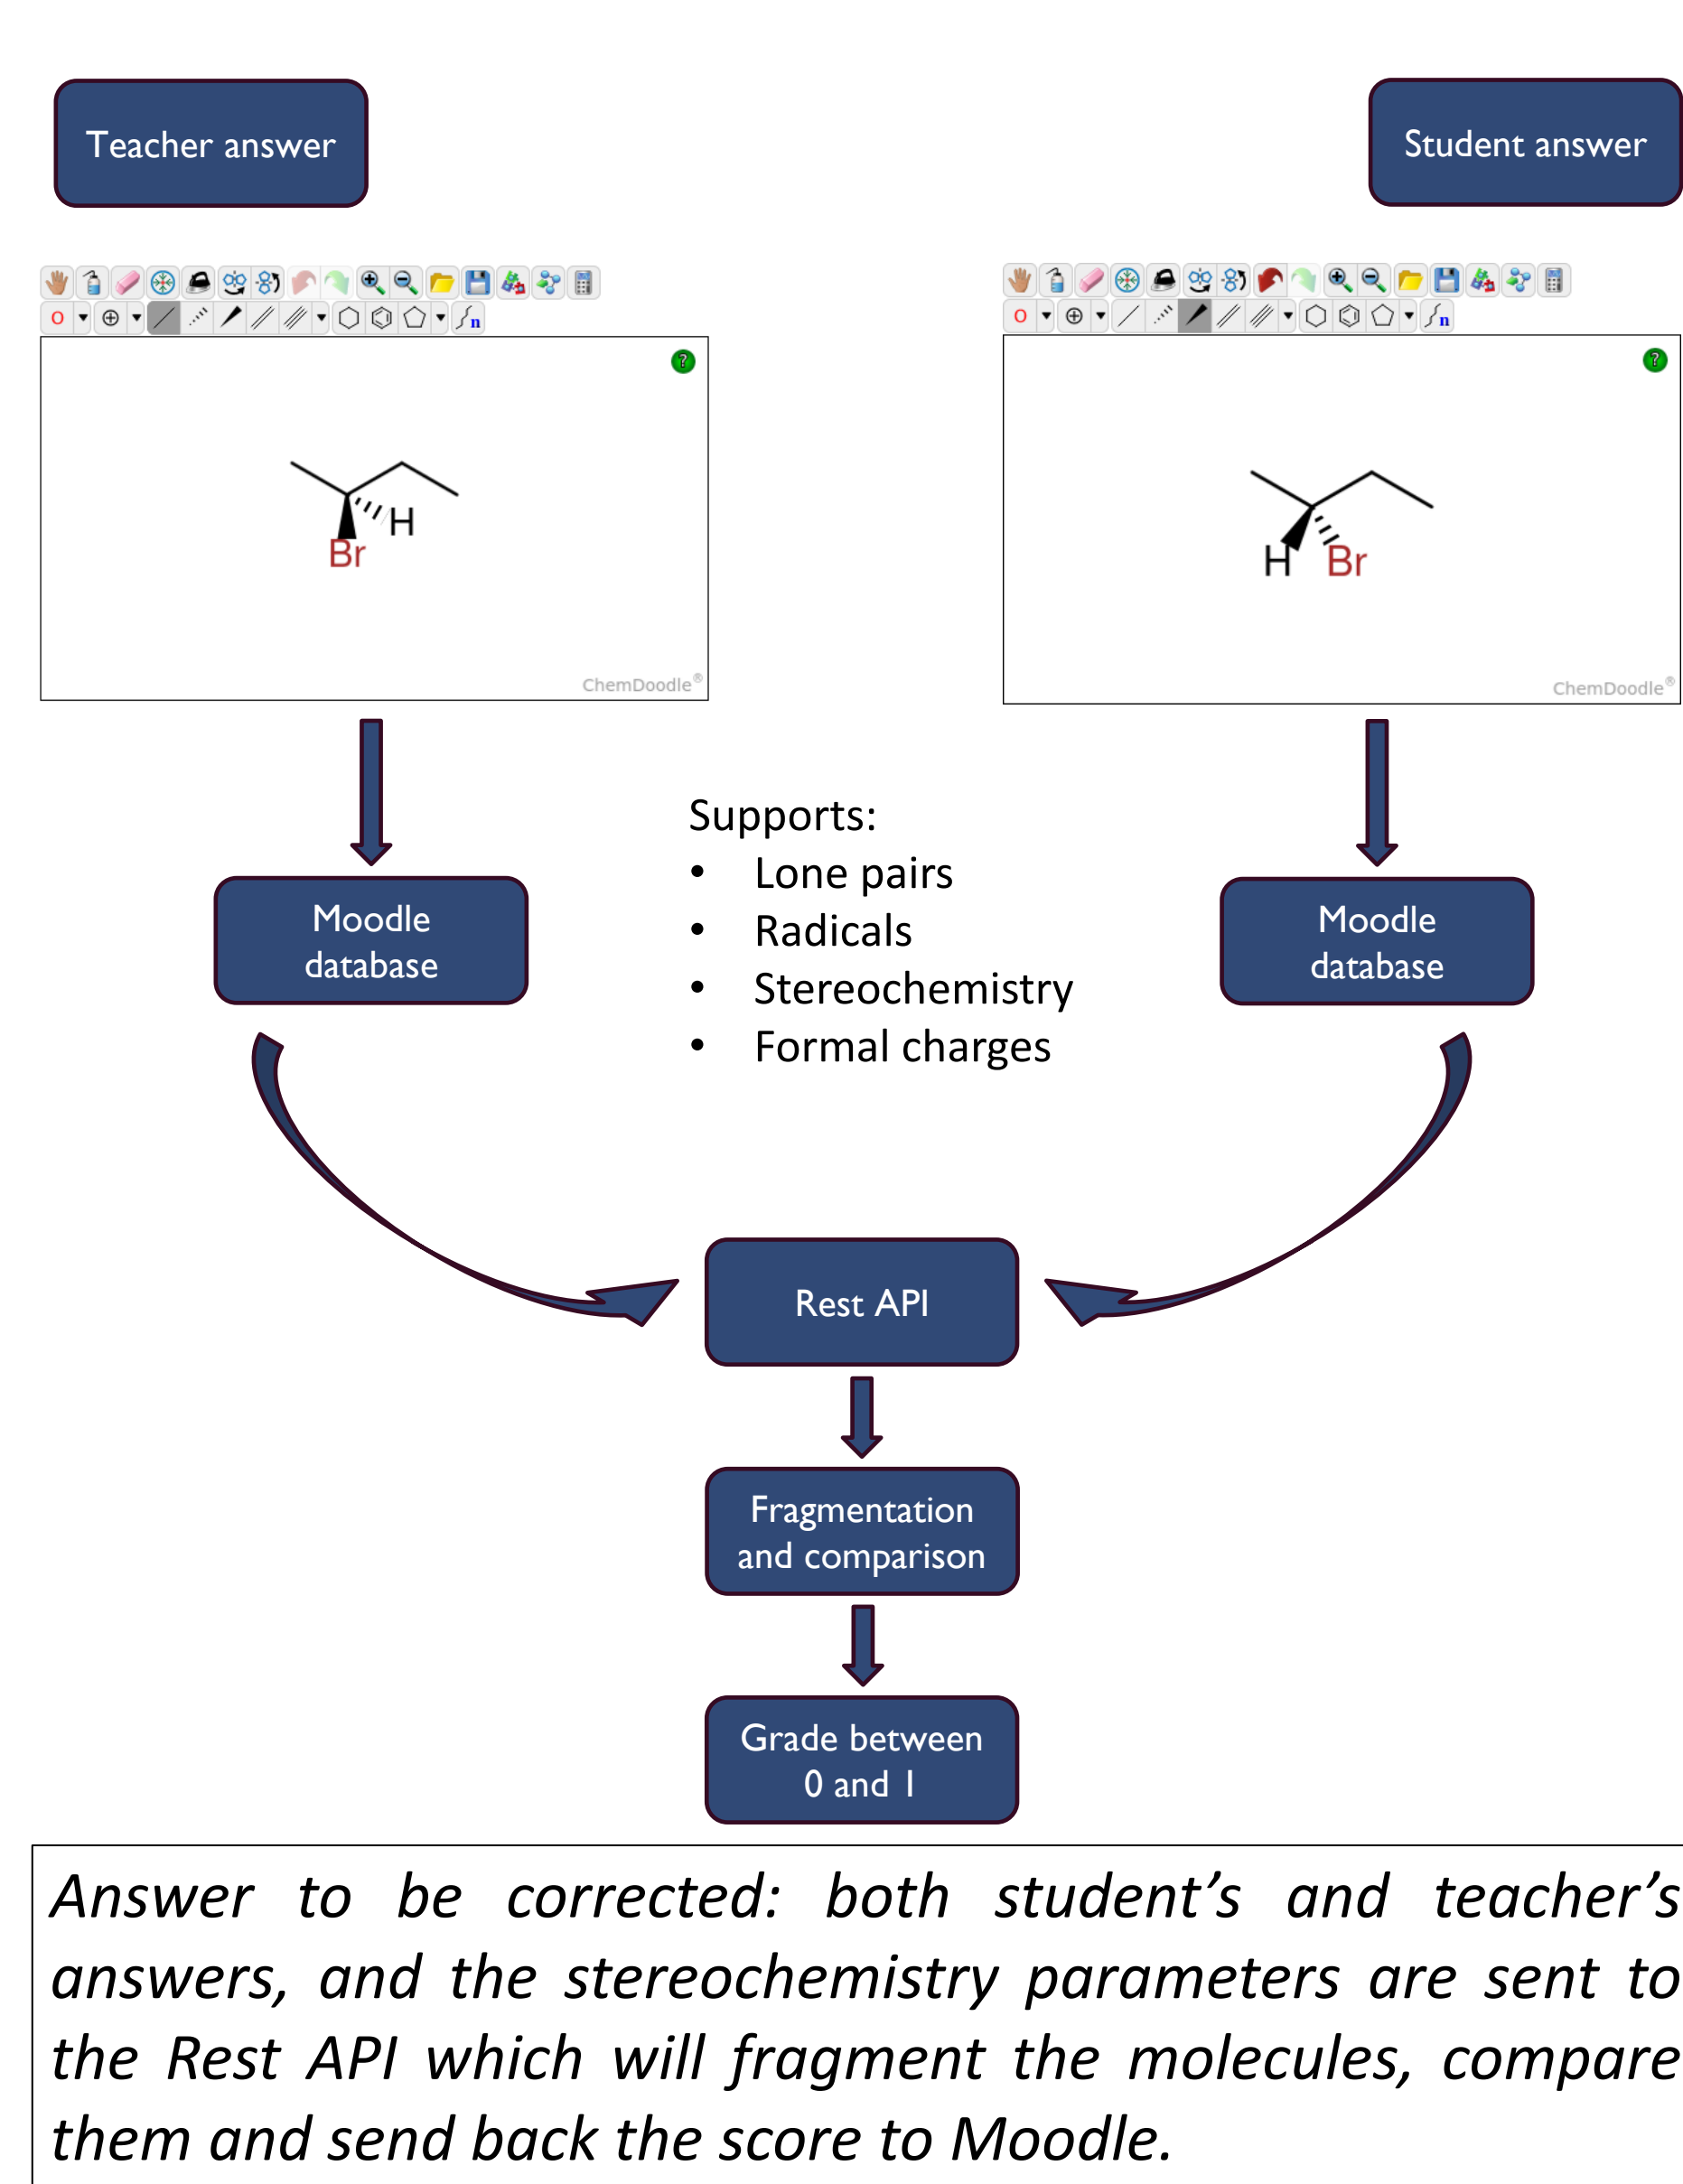 Teacher answer
Student answer
O
n
O
n
?
?
H
Br
H
Br
ChemDoodle®
ChemDoodle®
Supports:
• Lone pairs
• Radicals
• Stereochemistry
• Formal charges
Moodle
database
Moodle
database
Rest API
Fragmentation
and comparison
Grade between
0 and 1
Answer to be corrected: both student’s and teacher’s
answers, and the stereochemistry parameters are sent to
the Rest API which will fragment the molecules, compare
them and send back the score to Moodle.